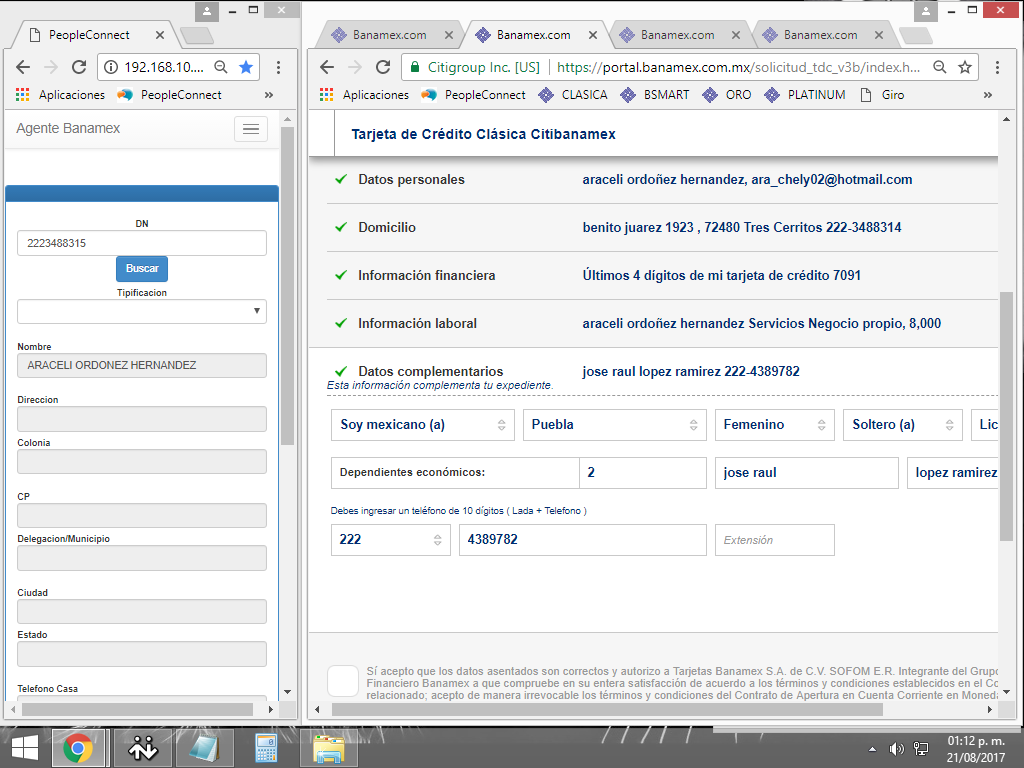 PeopleConnect
192.168.10....
Aplicaciones
PeopleConnect
»
Agente Banamex
DN
2223488315
Buscar
Tipificacion
Nombre
ARACELI ORDONEZ HERNANDEZ
Direccion
Colonia
CP
Delegacion/Municipio
Ciudad
Estado
Telefono Casa
Banamex.com
Banamex.com
Banamex.com
Banamex.com
Citigroup Inc. [US]
https://portal.banamex.com.mx/solicitud_tdc_v3b/index.h...
Aplicaciones
PeopleConnect
CLASICA
BSMART
ORO
PLATINUM
Giro
»
Tarjeta de Crédito Clásica Citibanamex
Datos personales araceli ordoñez hernandez, ara_chely02@hotmail.com
Domicilio benito juarez 1923 , 72480 Tres Cerritos 222-3488314
Información financiera Últimos 4 dígitos de mi tarjeta de crédito 7091
Información laboral araceli ordoñez hernandez Servicios Negocio propio, 8,000
Datos complementarios jose raul lopez ramirez 222-4389782
Esta información complementa tu expediente.
Soy mexicano (a) Puebla Femenino Soltero (a) Lic
Dependientes económicos: 2 jose raul lopez ramirez
Debes ingresar un teléfono de 10 dígitos ( Lada + Telefono )
222 4389782 Extensión
Sí acepto que los datos asentados son correctos y autorizo a Tarjetas Banamex S.A. de C.V. SOFOM E.R. Integrante del Grupo
Financiero Banamex a que compruebe en su entera satisfacción de acuerdo a los términos y condiciones establecidos en el Co
relacionado; acepto de manera irrevocable los términos y condiciones del Contrato de Apertura en Cuenta Corriente en Moneda
01:12 p. m.
21/08/2017